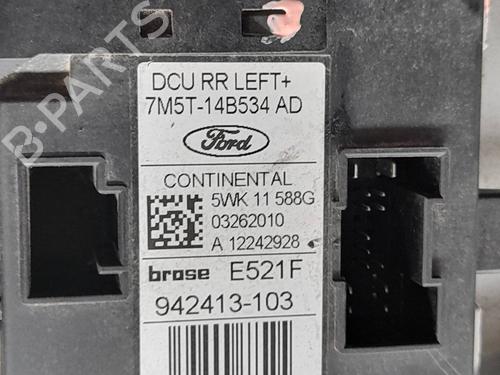 B-PARTS
DCU RR LEFT+
7M5T-14B534 AD
Ford
CONTINENTAL
5WK 11 588G
03262010
A 12242928
brose E521F
942413-103